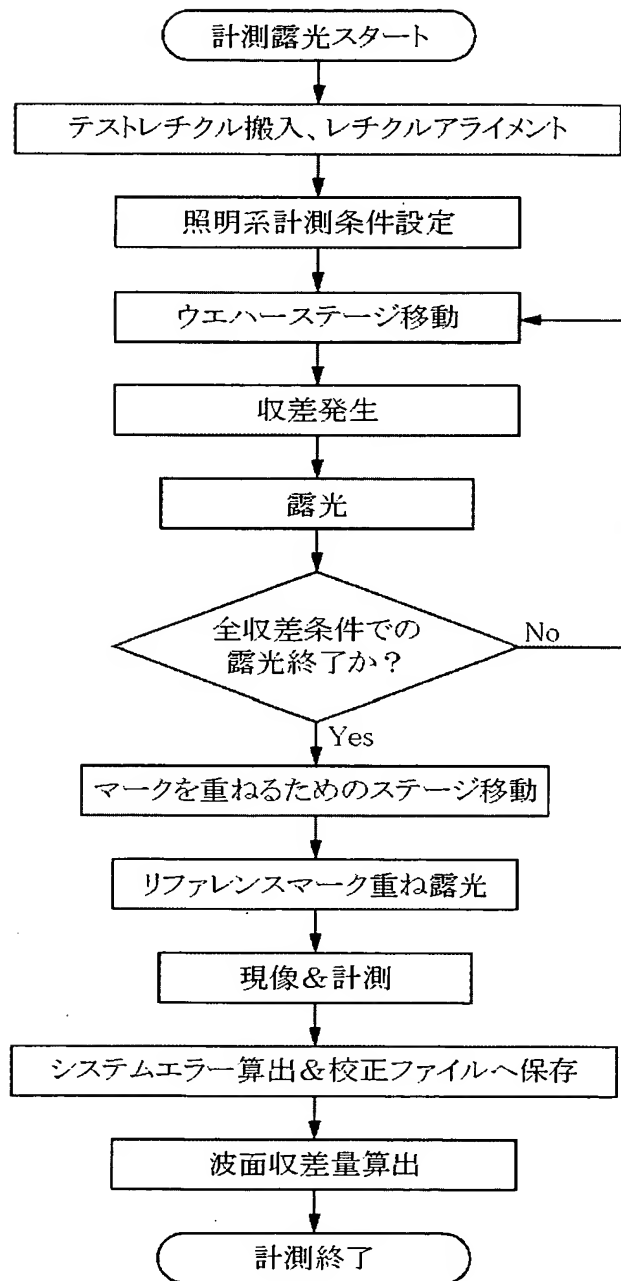 計測露光スタート
テストレチクル搬入、レチクルアライメント
照明系計測条件設定
ウエハーステージ移動
収差発生
露光
全収差条件での
露光終了か?
No
Yes
マークを重ねるためのステージ移動
リファレンスマーク重ね露光
現像&計測
システムエラー算出&校正ファイルへ保存
波面収差量算出
計測終了